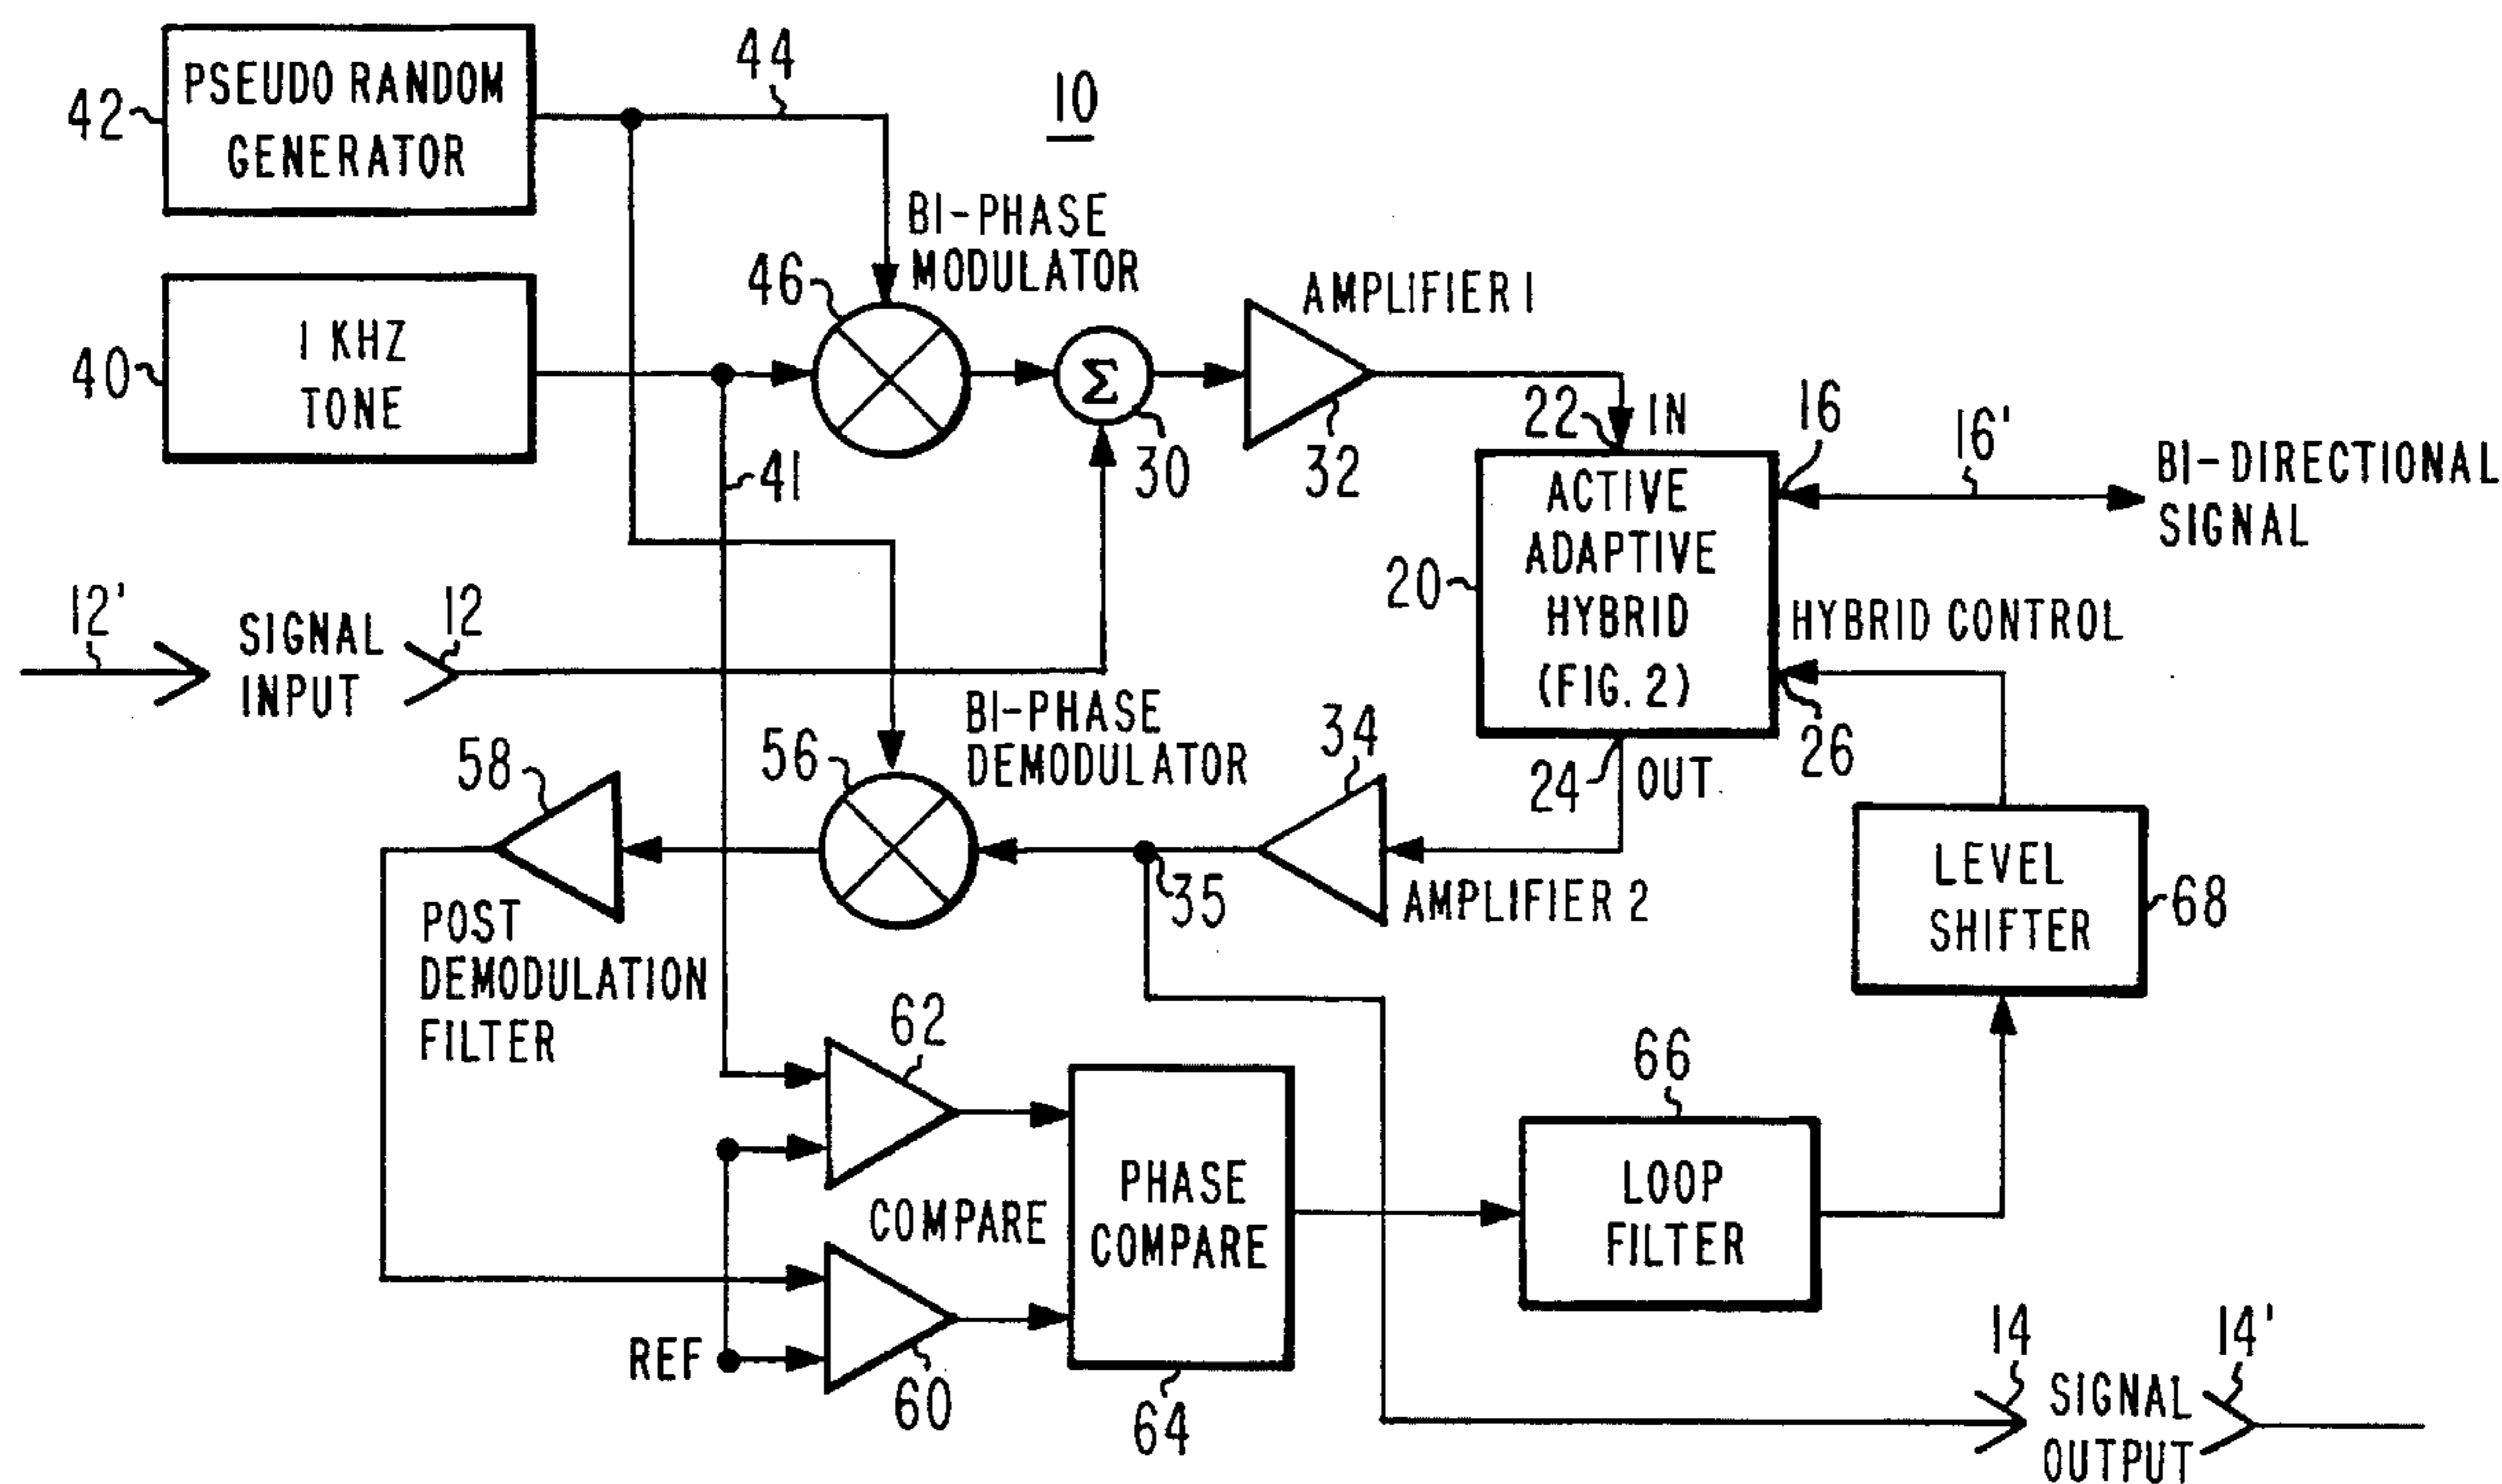 PSEUDO RANDOM
GENERATOR
42
44
10
1 KHZ
TONE
40
41
BI-PHASE
MODULATOR
46
Σ
30
AMPLIFIER 1
32
22
IN
16
16'
BI-DIRECTIONAL
SIGNAL
ACTIVE
ADAPTIVE
HYBRID
(FIG. 2)
20
HYBRID CONTROL
26
24
OUT
12'
SIGNAL
INPUT
12
BI-PHASE
DEMODULATOR
56
58
34
35
AMPLIFIER 2
POST
DEMODULATION
FILTER
LEVEL
SHIFTER
68
62
COMPARE
REF
60
PHASE
COMPARE
64
66
LOOP
FILTER
14
SIGNAL
OUTPUT
14'